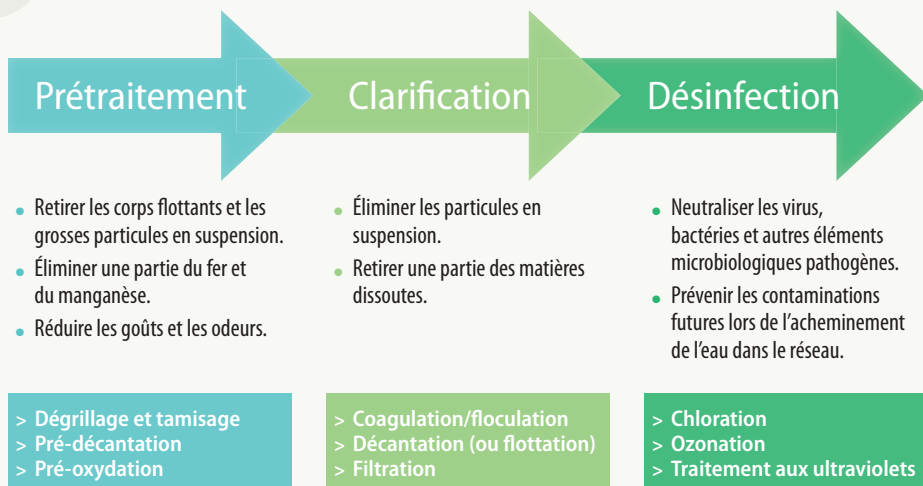 Prétraitement
Clarification
Désinfection
• Retirer les corps flottants et les
grosses particules en suspension.
• Éliminer une partie du fer et
du manganèse.
• Réduire les goûts et les odeurs.
• Éliminer les particules en
suspension.
• Retirer une partie des matières
dissoutes.
• Neutraliser les virus,
bactéries et autres éléments
microbiologiques pathogènes.
• Prévenir les contaminations
futures lors de l’acheminement
de l’eau dans le réseau.
> Dégrillage et tamisage
> Pré-décantation
> Pré-oxydation
> Coagulation/floculation
> Décantation (ou flottation)
> Filtration
> Chloration
> Ozonation
> Traitement aux ultraviolets